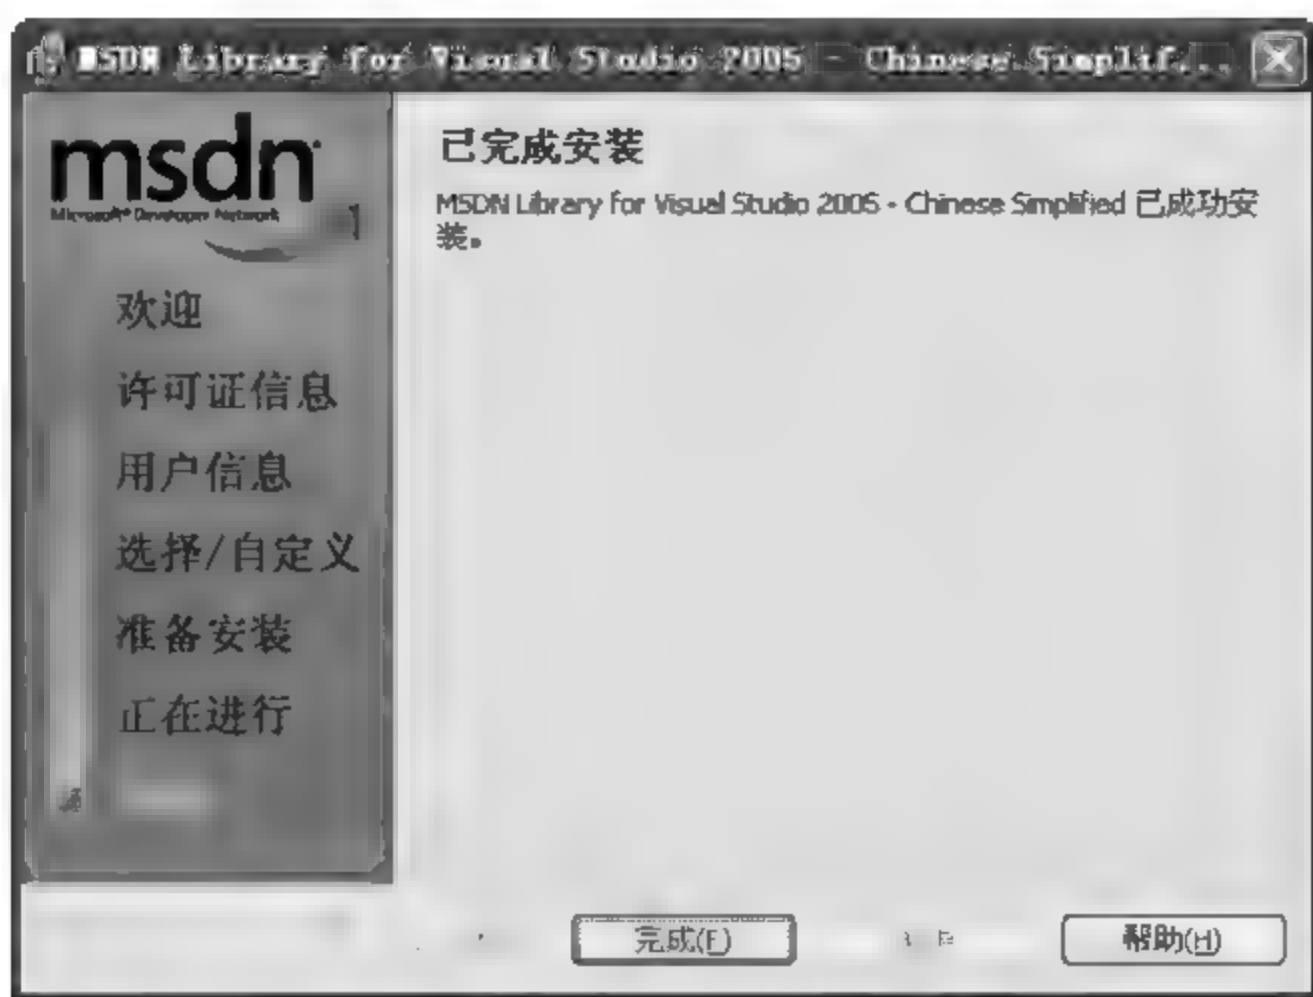 MSDN Library for Visual Studio 2005 - Chinese Simplif...
msdn
Microsoft® Developer Network
已完成安装
MSDN Library for Visual Studio 2005 - Chinese Simplified 已成功安
装。
欢迎
许可证信息
用户信息
选择/自定义
准备安装
正在进行
完成(F)
帮助(H)